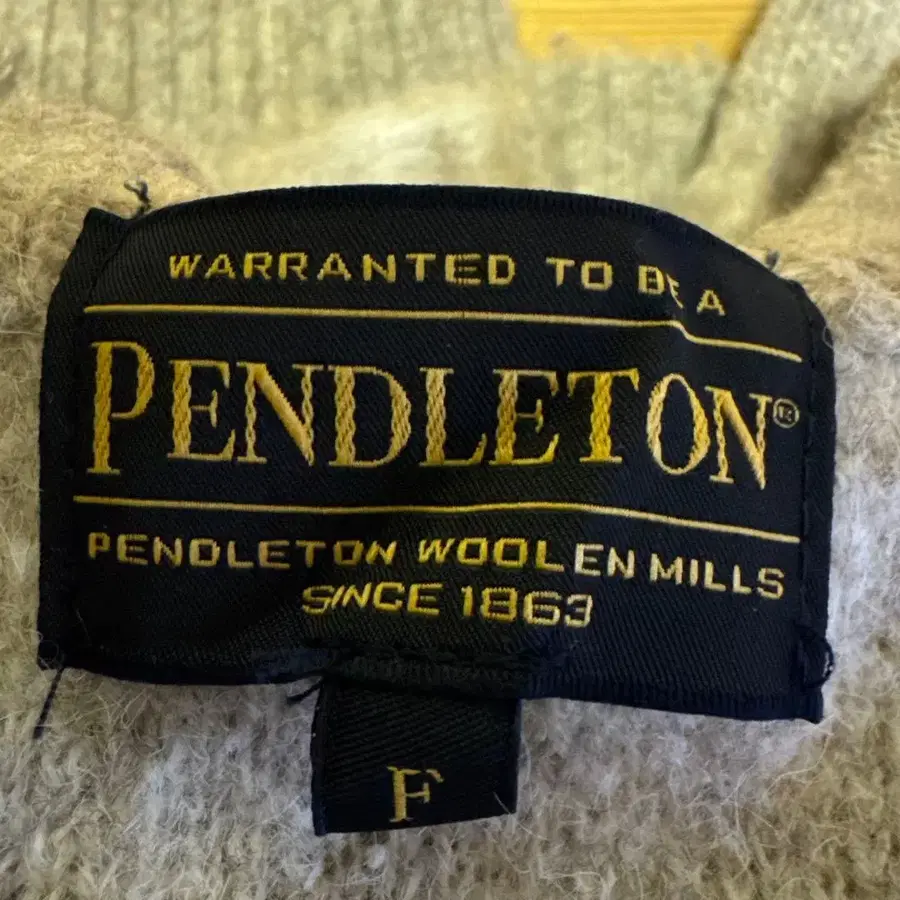 WARRANTED TO BE A
PENDLETON®
PENDLETON WOOLEN MILLS
SINCE 1863
F